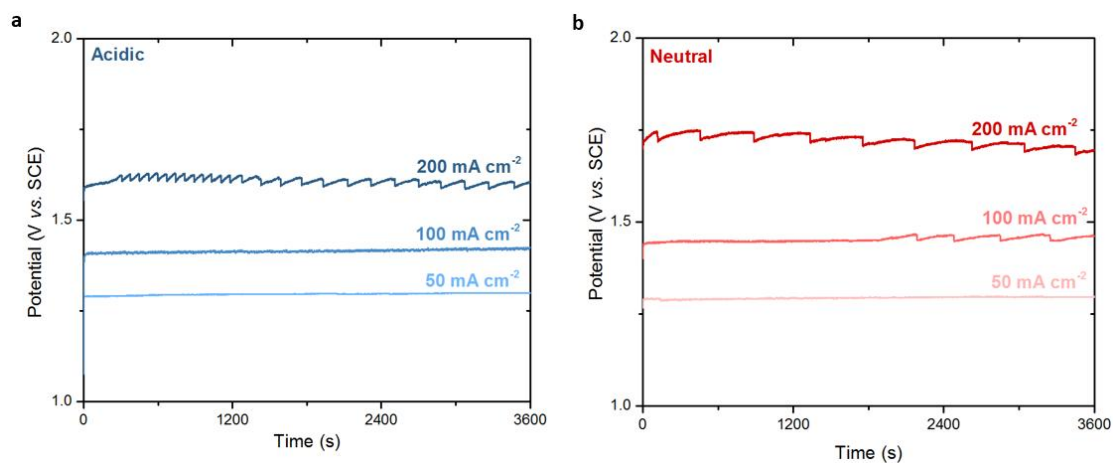 a
Acidic
2.0
1.5
1.0
Potential (V vs. SCE)
200 mA cm-2
100 mA cm-2
50 mA cm-2
0
1200
2400
3600
Time (s)
b
Neutral
2.0
1.5
1.0
Potential (V vs. SCE)
200 mA cm-2
100 mA cm-2
50 mA cm-2
0
1200
2400
3600
Time (s)